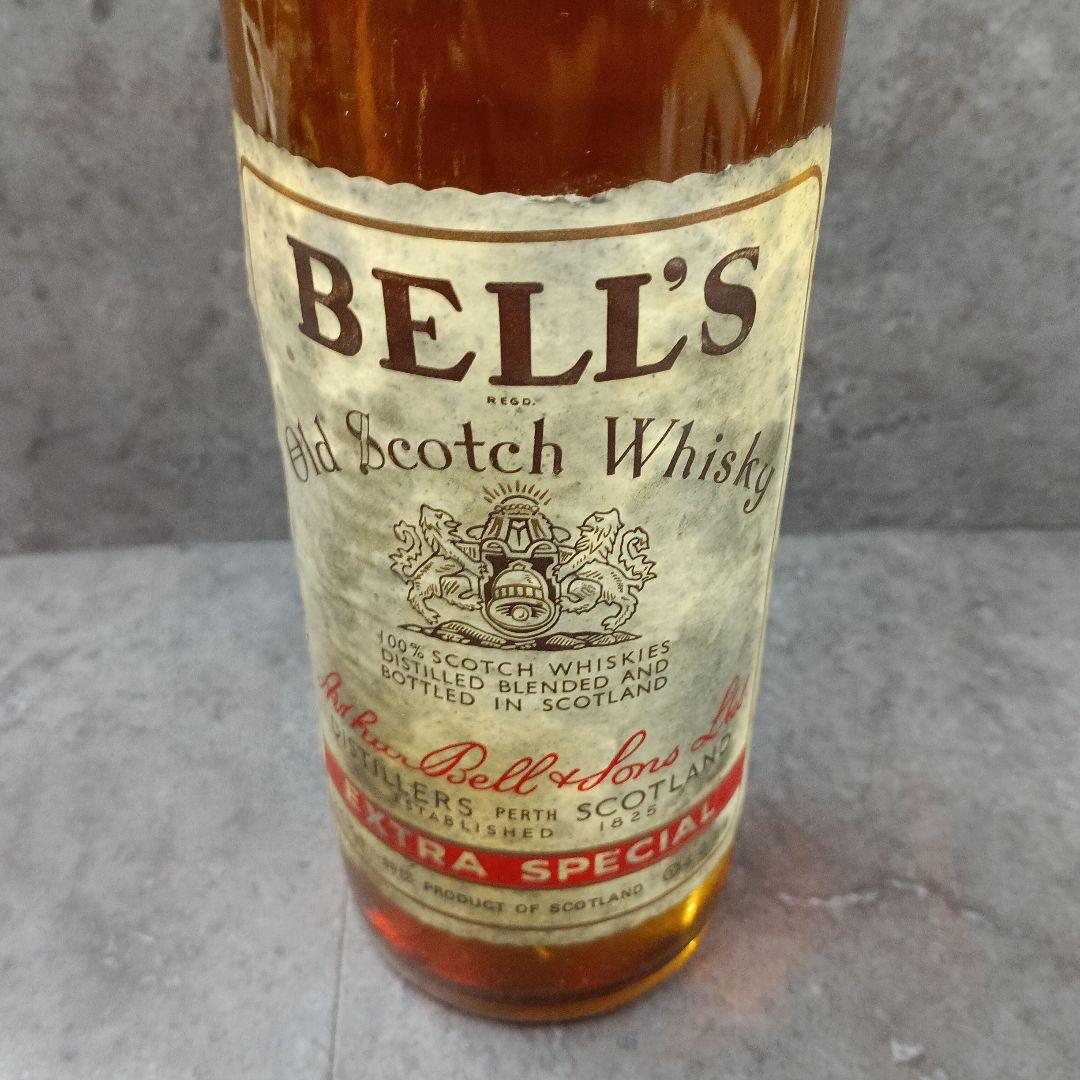 BELL'S
REGD.
Old Scotch Whisky
100% SCOTCH WHISKIES
DISTILLED BLENDED AND
BOTTLED IN SCOTLAND
Arthur Bell & Sons Ltd
DISTILLERS PERTH SCOTLAND
ESTABLISHED 1825
EXTRA SPECIAL
PRODUCT OF SCOTLAND